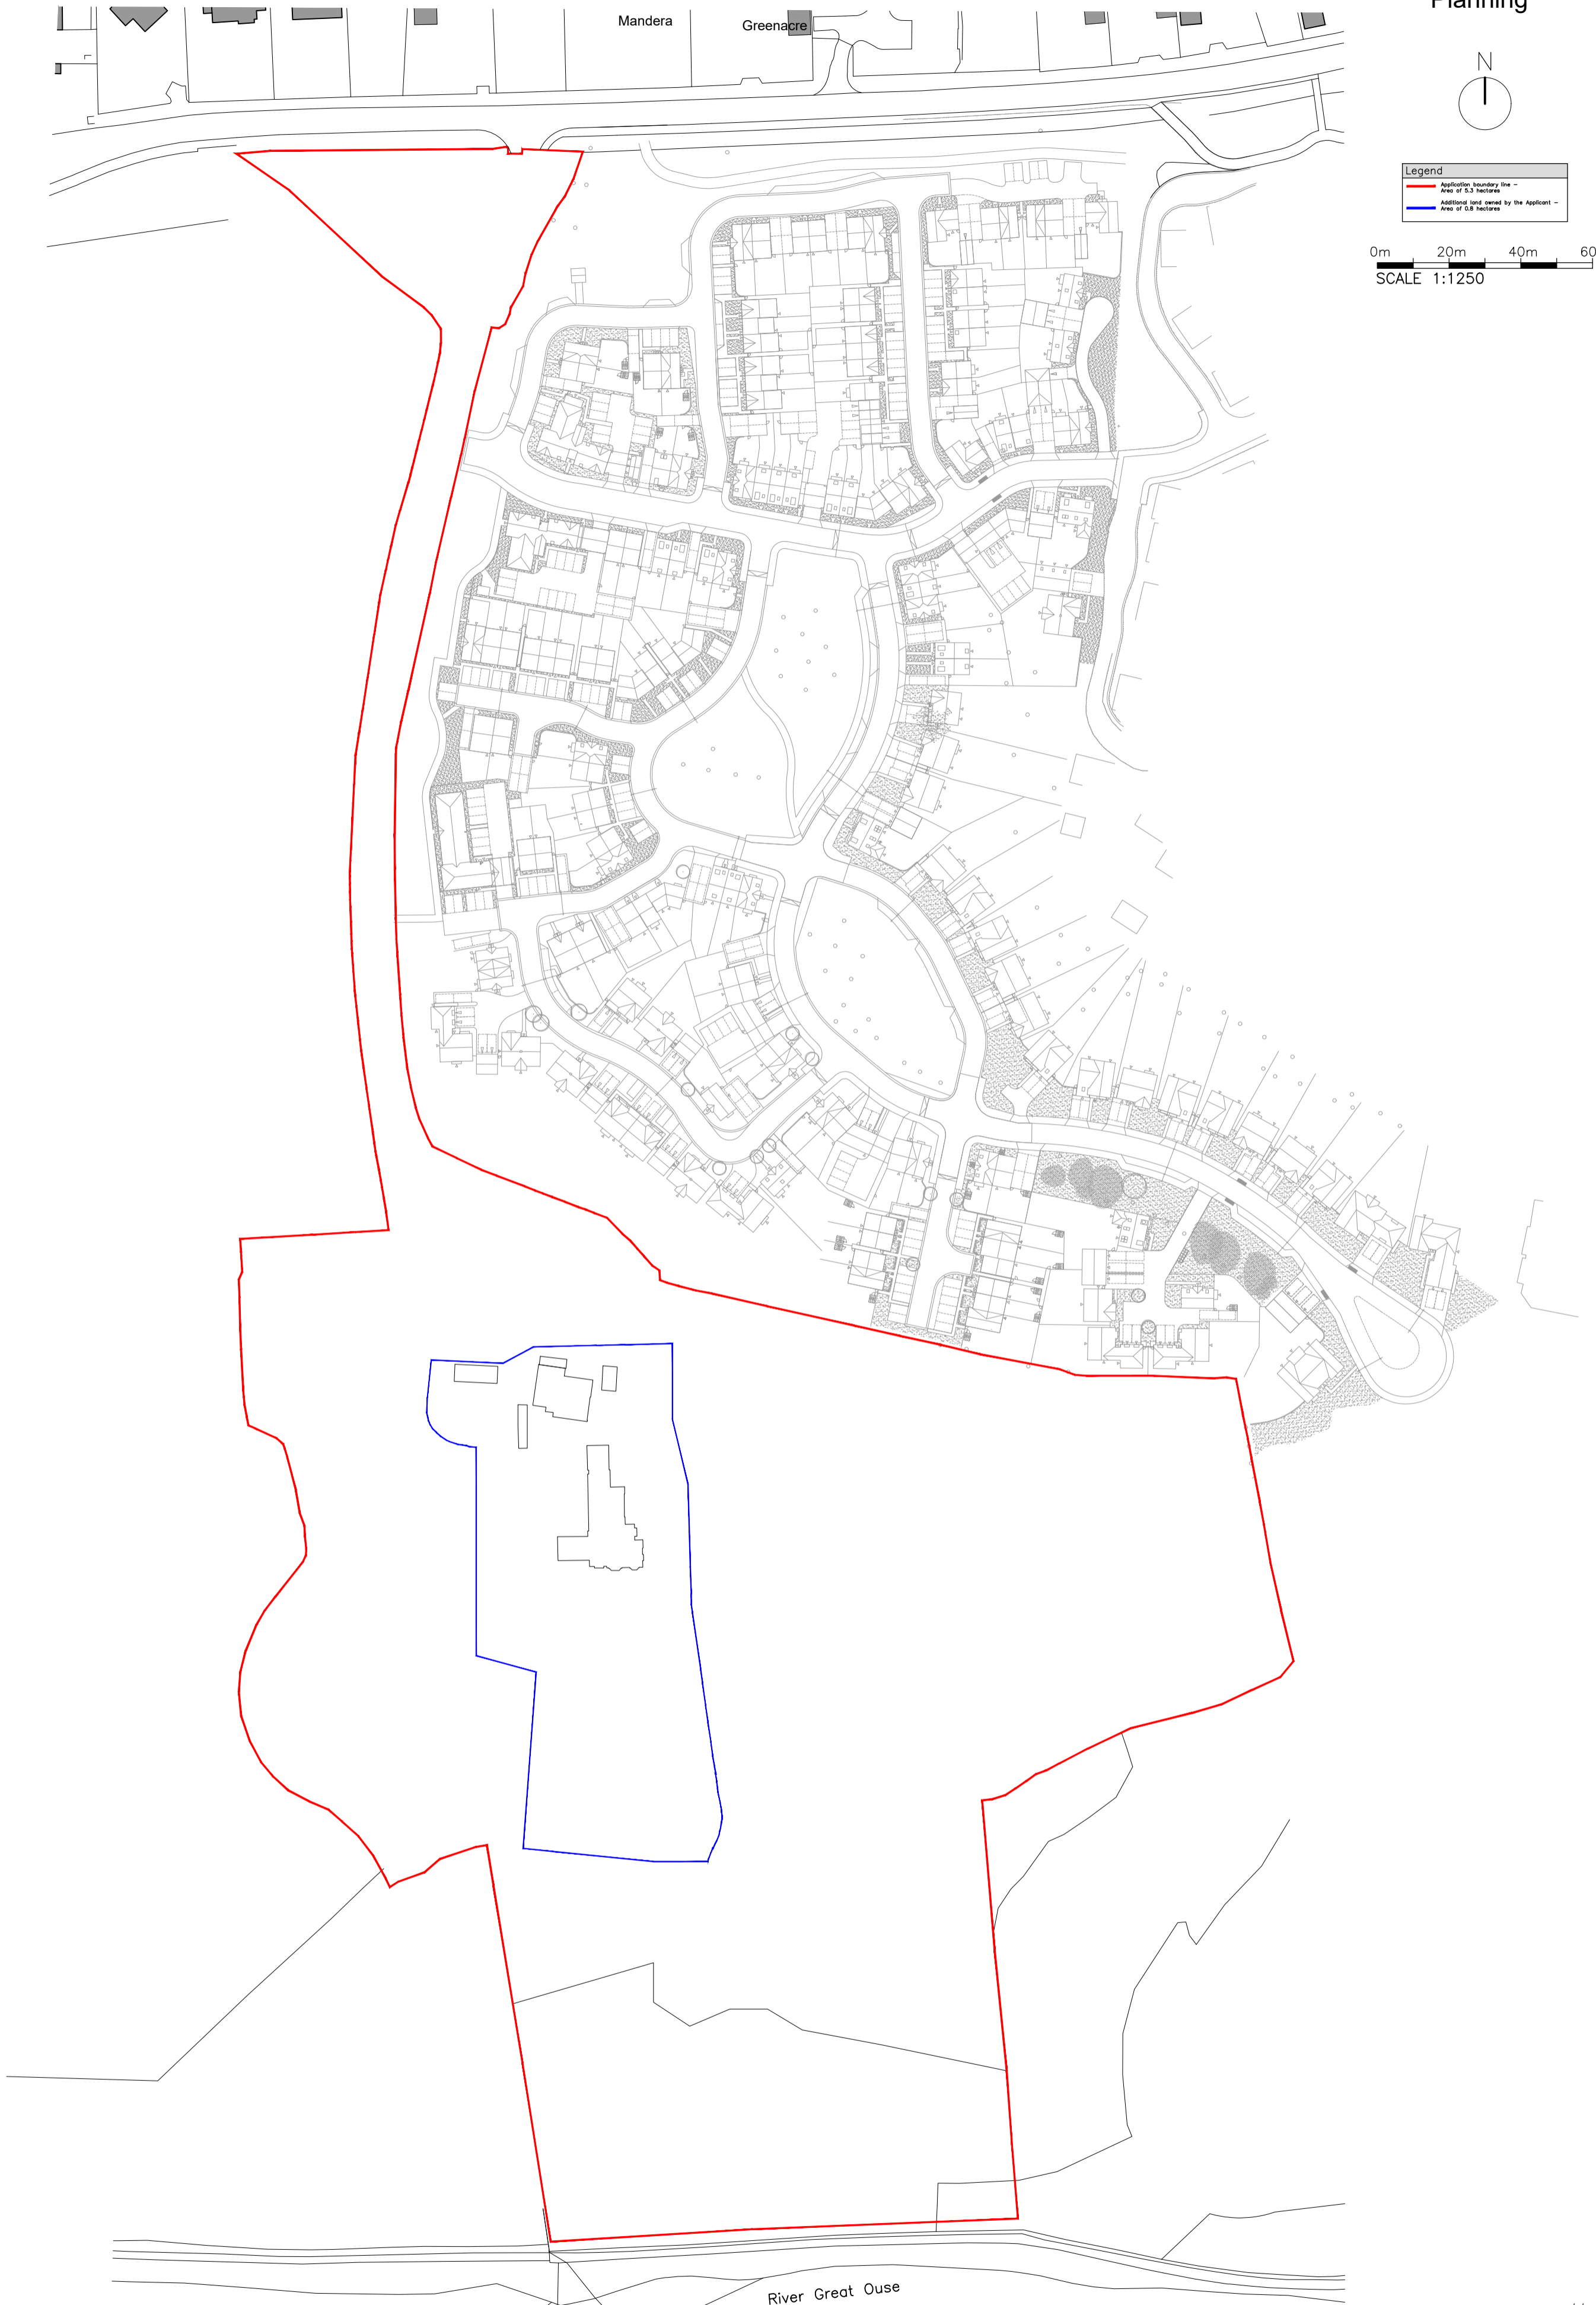 Planning
Mandera
Greenacre
N
Legend
Application boundary line -
Area of 5.3 hectares
Additional land owned by the Applicant -
Area of 0.8 hectares
0m 20m 40m 60
SCALE 1:1250
River Great Ouse